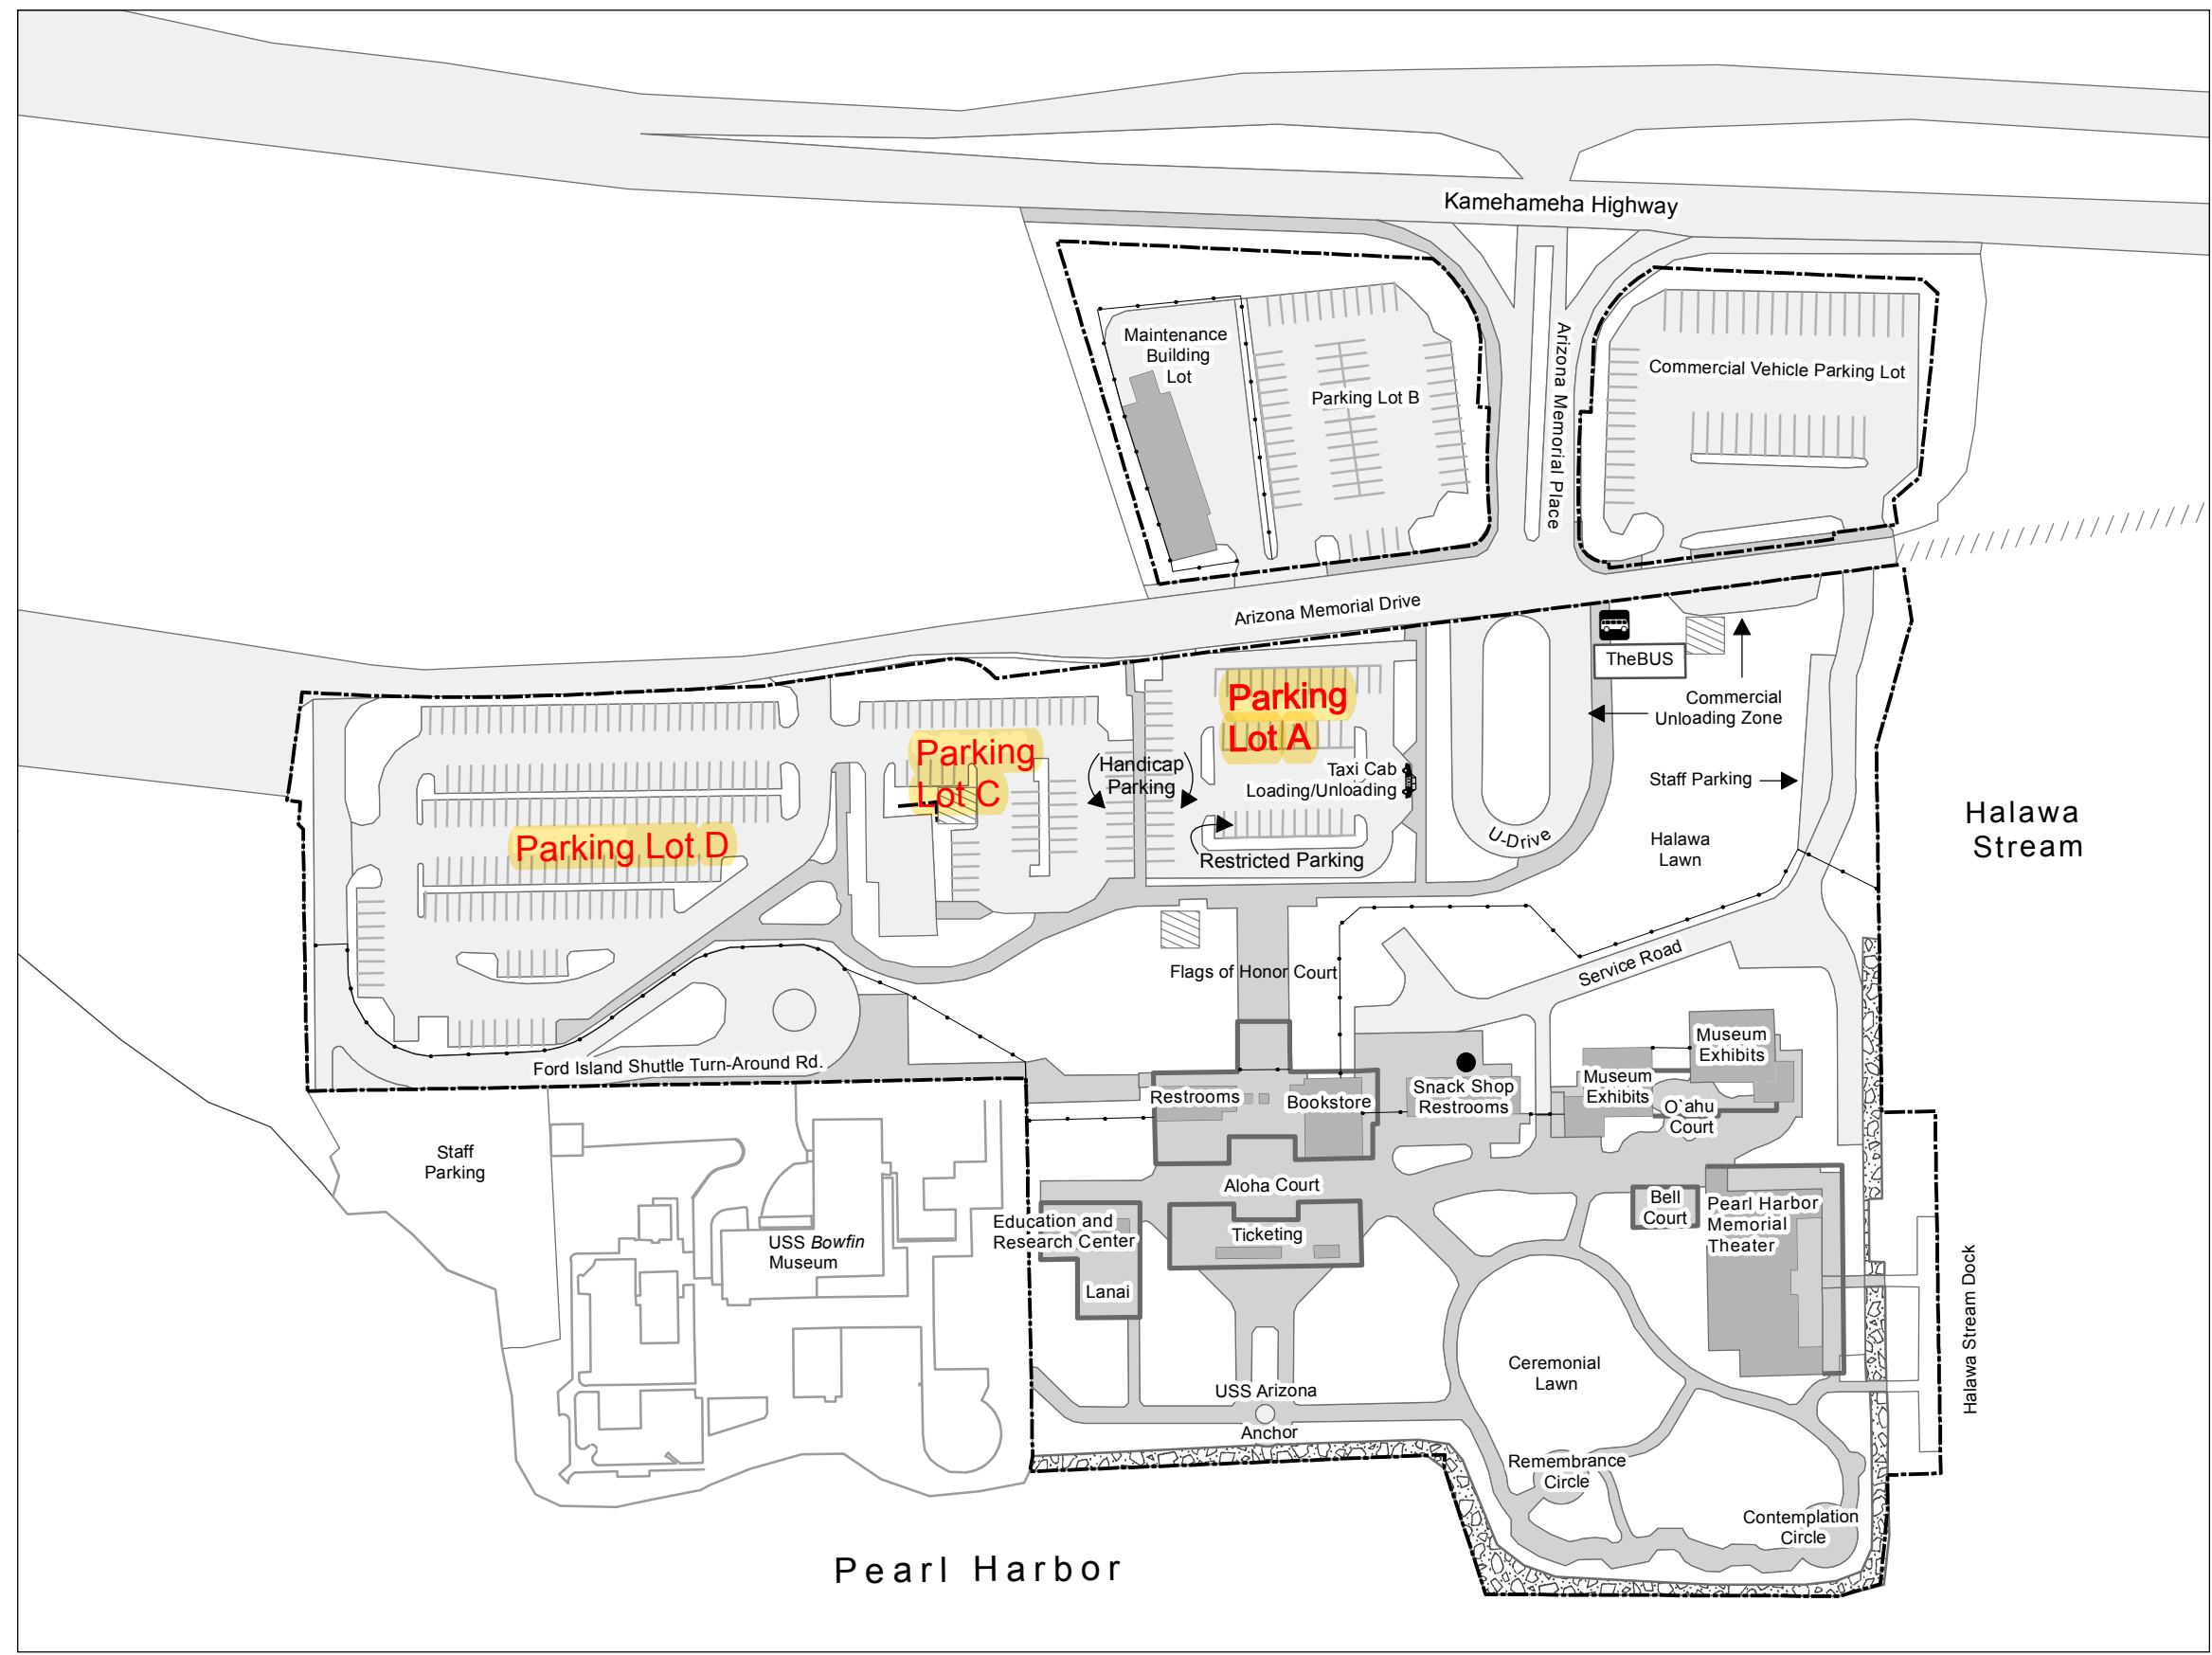 Kamehameha Highway
Maintenance
Building
Lot
Parking Lot B
Arizona Memorial Place
Commercial Vehicle Parking Lot
Arizona Memorial Drive
TheBUS
Commercial
Unloading Zone
Parking
Lot A
Parking
Lot C
Handicap
Parking
Taxi Cab
Loading/Unloading
Staff Parking
Parking Lot D
Restricted Parking
U-Drive
Halawa
Lawn
Halawa
Stream
Flags of Honor Court
Service Road
Ford Island Shuttle Turn-Around Rd.
Restrooms
Bookstore
Snack Shop
Restrooms
Museum
Exhibits
Museum
Exhibits
O'ahu
Court
Staff
Parking
Aloha Court
Bell
Court
Pearl Harbor
Memorial
Theater
Education and
Research Center
Ticketing
USS Bowfin
Museum
Lanai
Halawa Stream Dock
Ceremonial
Lawn
USS Arizona
Anchor
Remembrance
Circle
Contemplation
Circle
Pearl Harbor